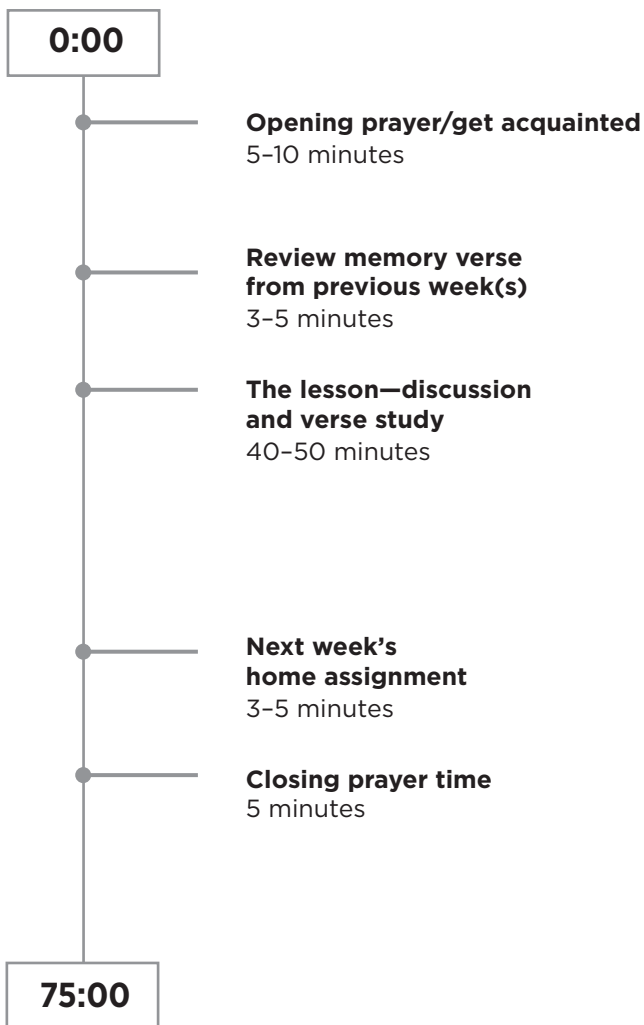 0:00
Opening prayer/get acquainted
5–10 minutes
Review memory verse
from previous week(s)
3–5 minutes
The lesson—discussion
and verse study
40–50 minutes
Next week’s
home assignment
3–5 minutes
Closing prayer time
5 minutes
75:00